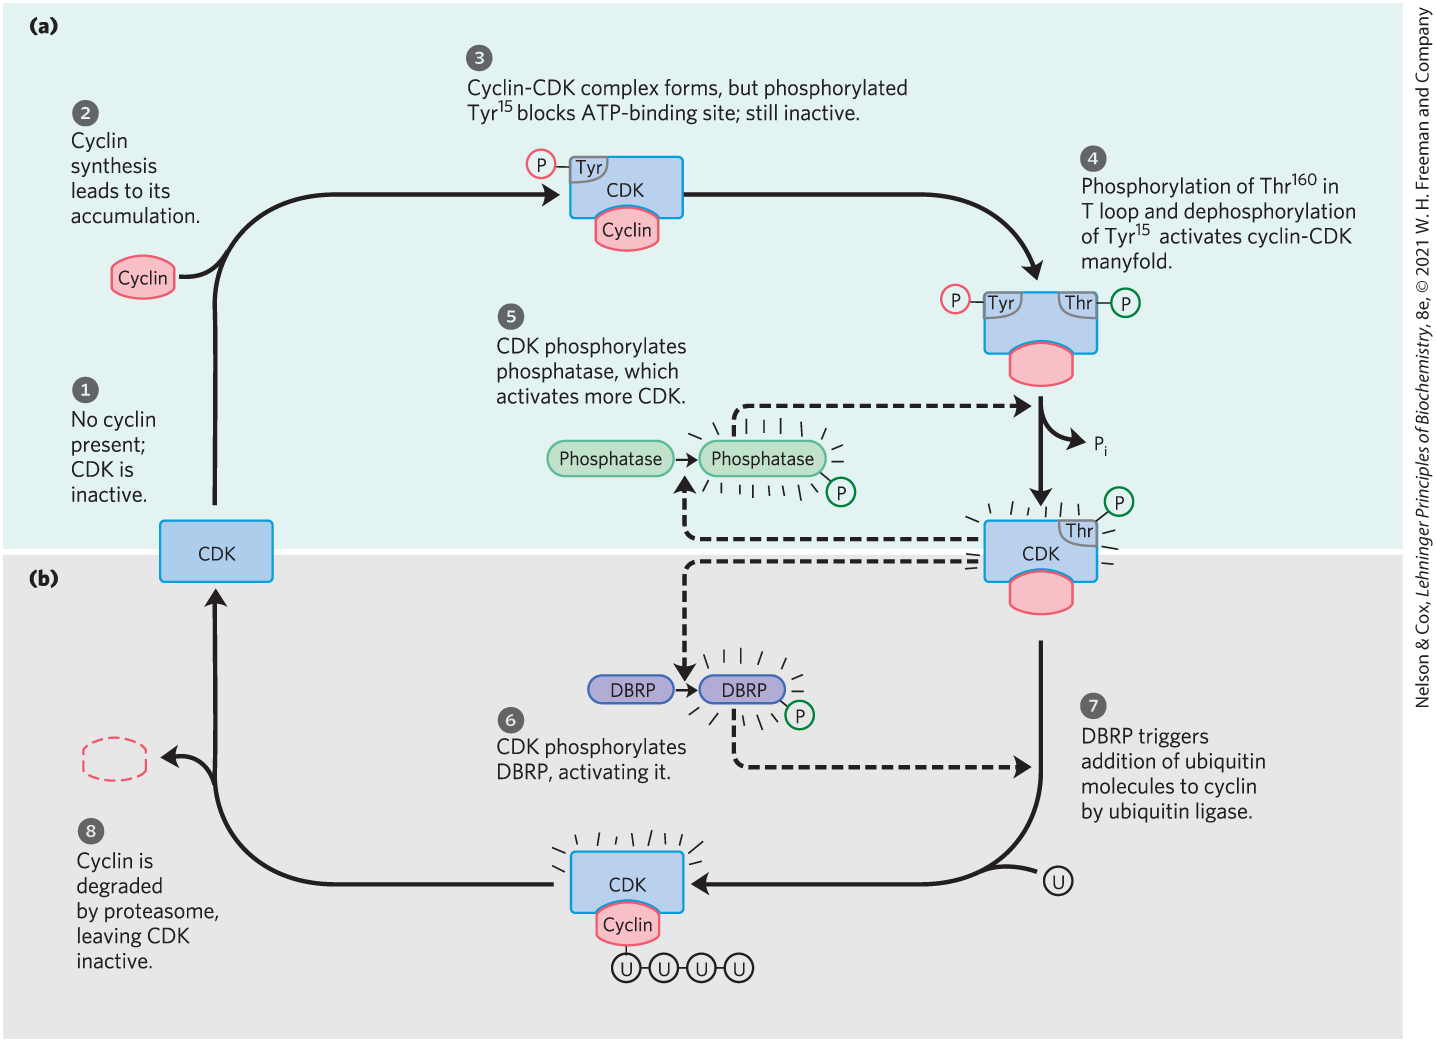 (a)
3
Cyclin-CDK complex forms, but phosphorylated
Tyr15 blocks ATP-binding site; still inactive.
2
Cyclin
synthesis
leads to its
accumulation.
Cyclin
P
Tyr
CDK
Cyclin
4
Phosphorylation of Thr160 in
T loop and dephosphorylation
of Tyr15 activates cyclin-CDK
manyfold.
P
Tyr
Thr
P
5
CDK phosphorylates
phosphatase, which
activates more CDK.
Phosphatase
Phosphatase
P
Pi
1
No cyclin
present;
CDK is
inactive.
CDK
P
Thr
CDK
(b)
DBRP
DBRP
P
6
CDK phosphorylates
DBRP, activating it.
7
DBRP triggers
addition of ubiquitin
molecules to cyclin
by ubiquitin ligase.
U
CDK
Cyclin
U
U
U
U
8
Cyclin is
degraded
by proteasome,
leaving CDK
inactive.
Nelson & Cox, Lehninger Principles of Biochemistry, 8e, © 2021 W. H. Freeman and Company